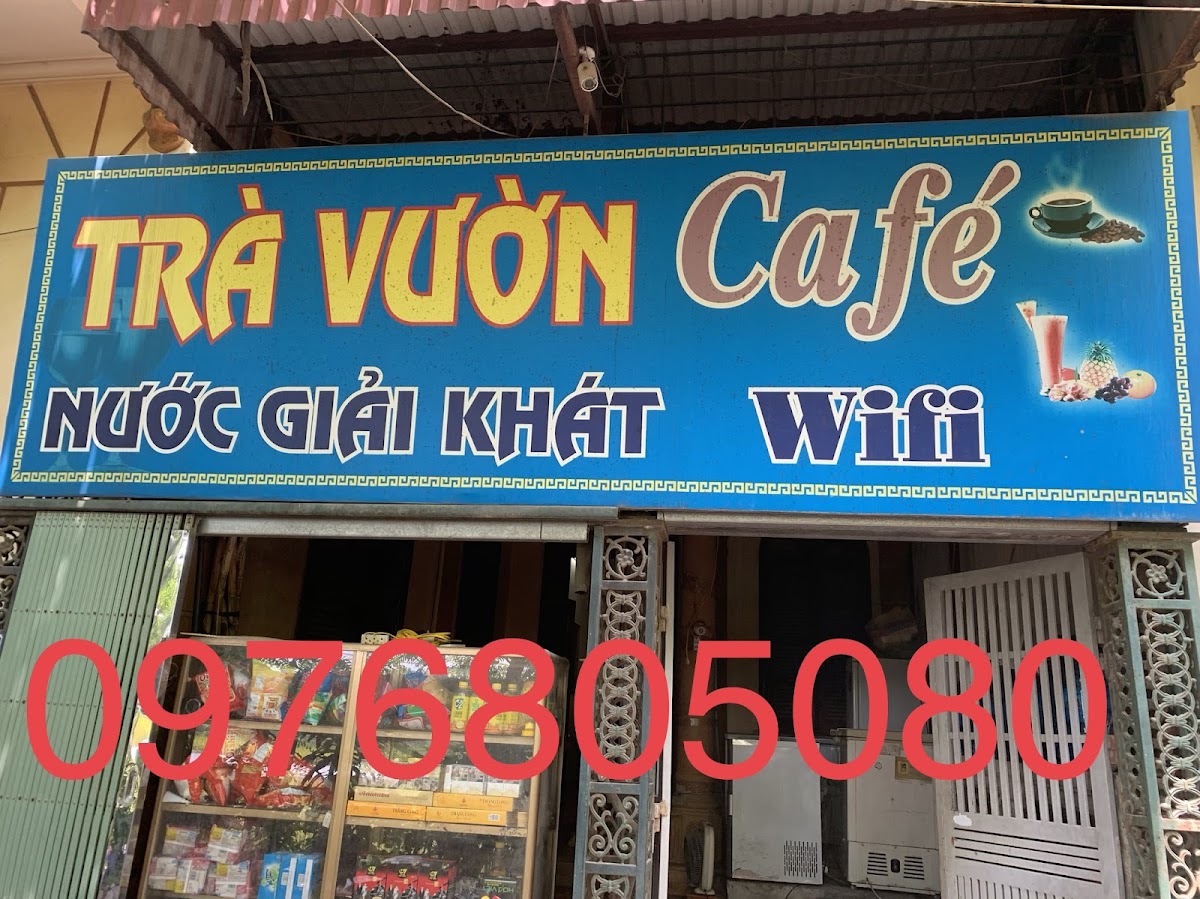 TRÀ VƯỜN Café
NƯỚC GIẢI KHÁT Wifi
0976805080